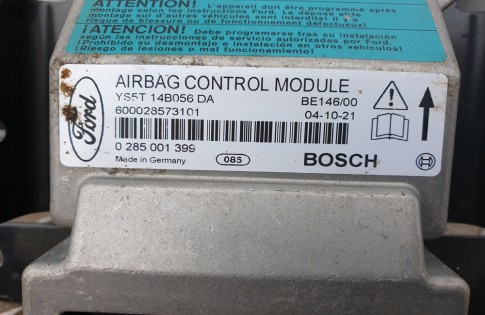 ATTENTION! L'appareil doit être programmé après
montage sur d'autres véhicules sont interdits!
risque de blessure ou de fonctionnement défectueux!
¡ATENCIÓN! Debe programarse tras su instalación
según las instrucciones de servicio autorizadas por Ford.
¡Prohibido su desmontaje e instalación en otro vehículos!
¡Riesgo de lesiones o mal funcionamiento!
AIRBAG CONTROL MODULE
YS5T 14B056 DA BE146/00
600028573101 04-10-21
Ford
0 285 001 399
Made in Germany 085 BOSCH